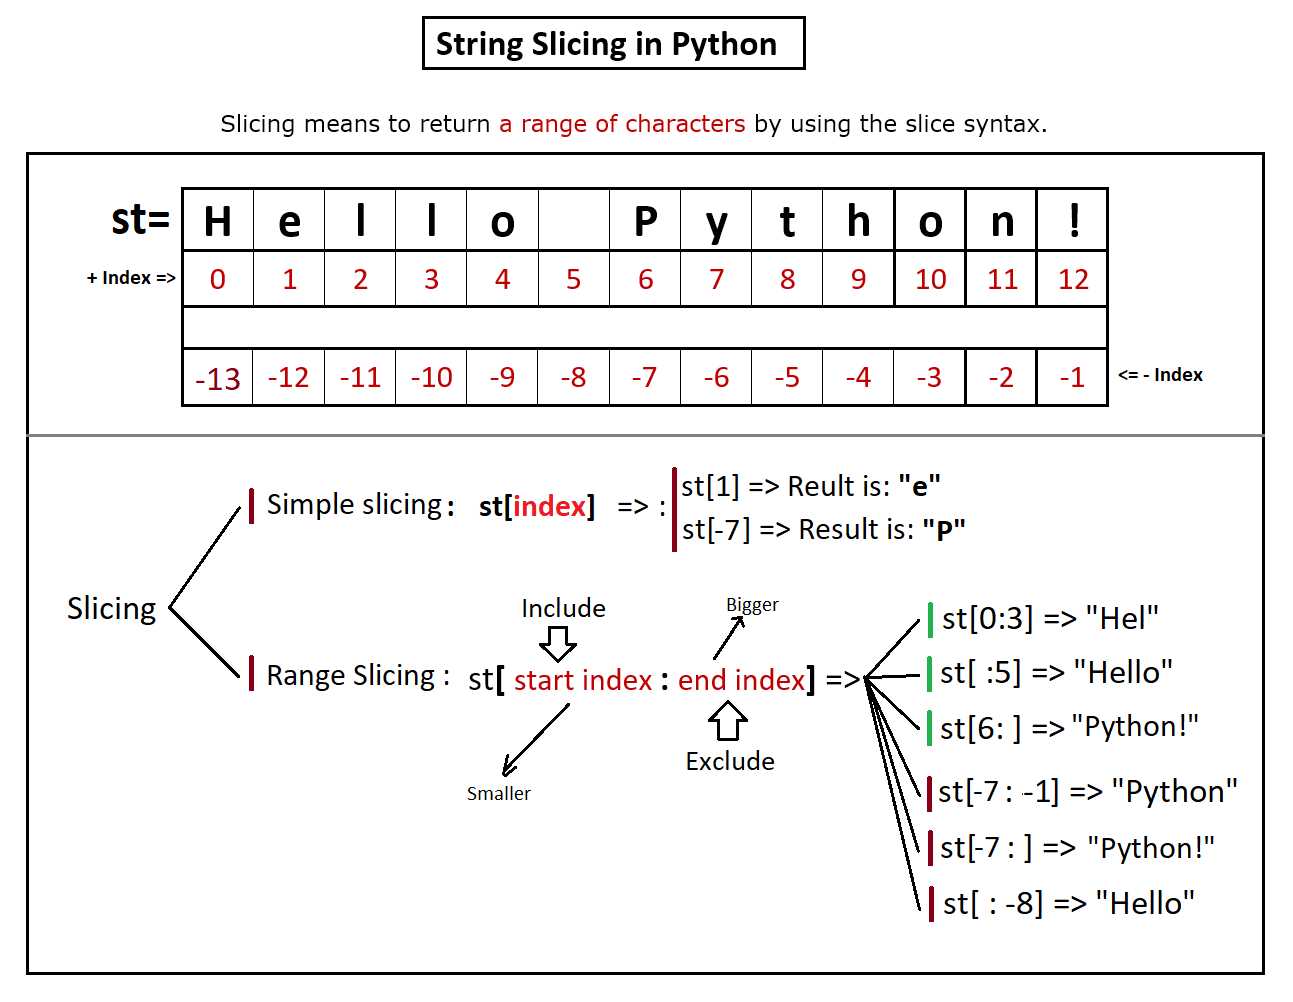 String Slicing in Python
Slicing means to return a range of characters by using the slice syntax.
st= H e l l o P y t h o n !
+ Index => 0 1 2 3 4 5 6 7 8 9 10 11 12
-13 -12 -11 -10 -9 -8 -7 -6 -5 -4 -3 -2 -1 <= - Index
Simple slicing : st[index] => :
st[1] => Reult is: "e"
st[-7] => Result is: "P"
Slicing
Include
Bigger
Range Slicing : st[ start index : end index] =>
Exclude
Smaller
st[0:3] => "Hel"
st[ :5] => "Hello"
st[6: ] => "Python!"
st[-7 : -1] => "Python"
st[-7 : ] => "Python!"
st[ : -8] => "Hello"